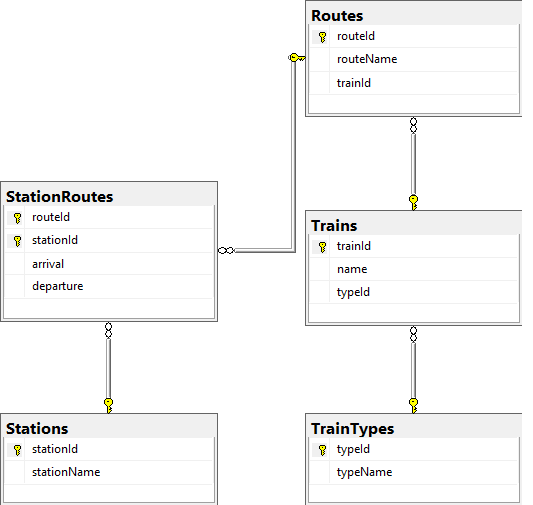 Routes
routeId
routeName
trainId
StationRoutes
routeId
stationId
arrival
departure
Trains
trainId
name
typeId
Stations
stationId
stationName
TrainTypes
typeId
typeName